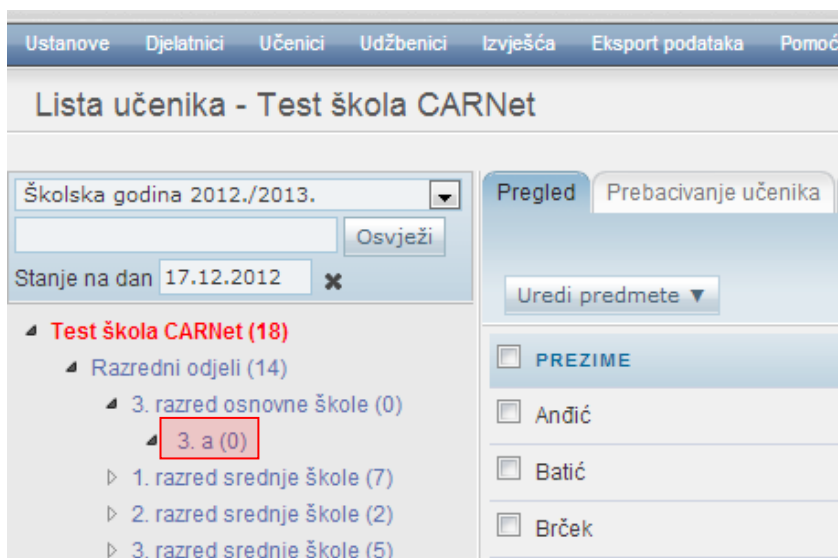 Ustanove Djelatnici Učenici Udžbenici Izvješća Eksport podataka Pomoć
Lista učenika - Test škola CARNet
Školska godina 2012./2013.
Osvježi
Stanje na dan 17.12.2012
Test škola CARNet (18)
Razredni odjeli (14)
3. razred osnovne škole (0)
3. a (0)
1. razred srednje škole (7)
2. razred srednje škole (2)
3. razred srednje škole (5)
Pregled Prebacivanje učenika
Uredi predmete ▼
PREZIME
Anđić
Batić
Brček